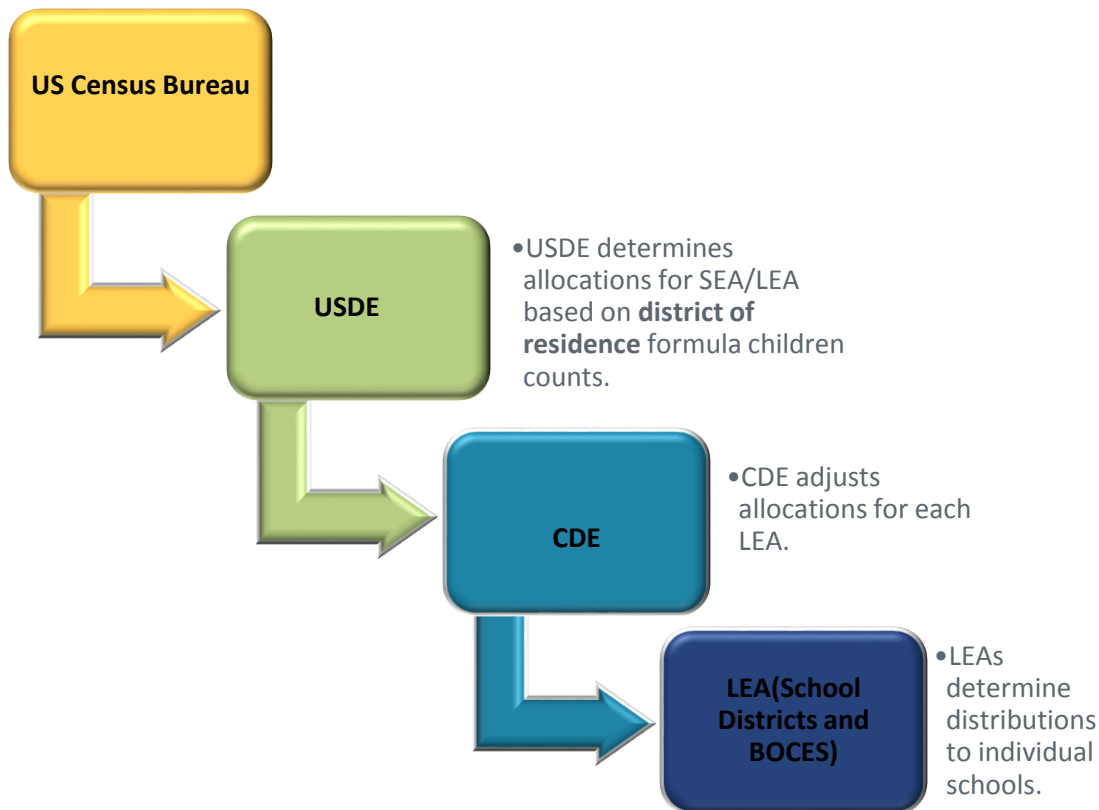 US Census Bureau
USDE
•USDE determines
allocations for SEA/LEA
based on district of
residence formula children
counts.
CDE
•CDE adjusts
allocations for each
LEA.
LEA(School
Districts and
BOCES)
•LEAs
determine
distributions
to individual
schools.